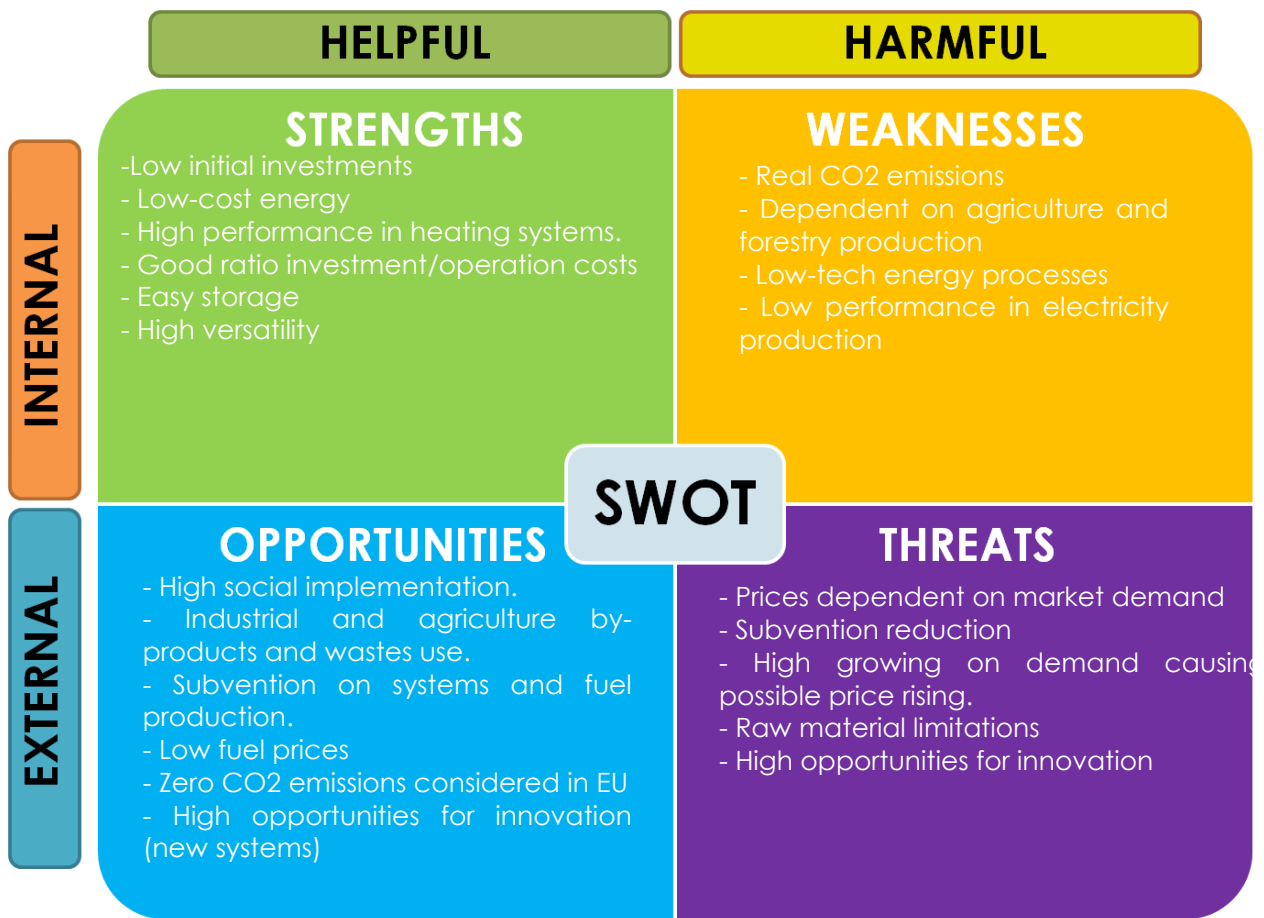 HELPFUL
HARMFUL
INTERNAL
STRENGTHS
-Low initial investments
- Low-cost energy
- High performance in heating systems.
- Good ratio investment/operation costs
- Easy storage
- High versatility
WEAKNESSES
- Real CO2 emissions
- Dependent on agriculture and
forestry production
- Low-tech energy processes
- Low performance in electricity
production
SWOT
EXTERNAL
OPPORTUNITIES
- High social implementation.
- Industrial and agriculture by-
products and wastes use.
- Subvention on systems and fuel
production.
- Low fuel prices
- Zero CO2 emissions considered in EU
- High opportunities for innovation
(new systems)
THREATS
- Prices dependent on market demand
- Subvention reduction
- High growing on demand causing
possible price rising.
- Raw material limitations
- High opportunities for innovation